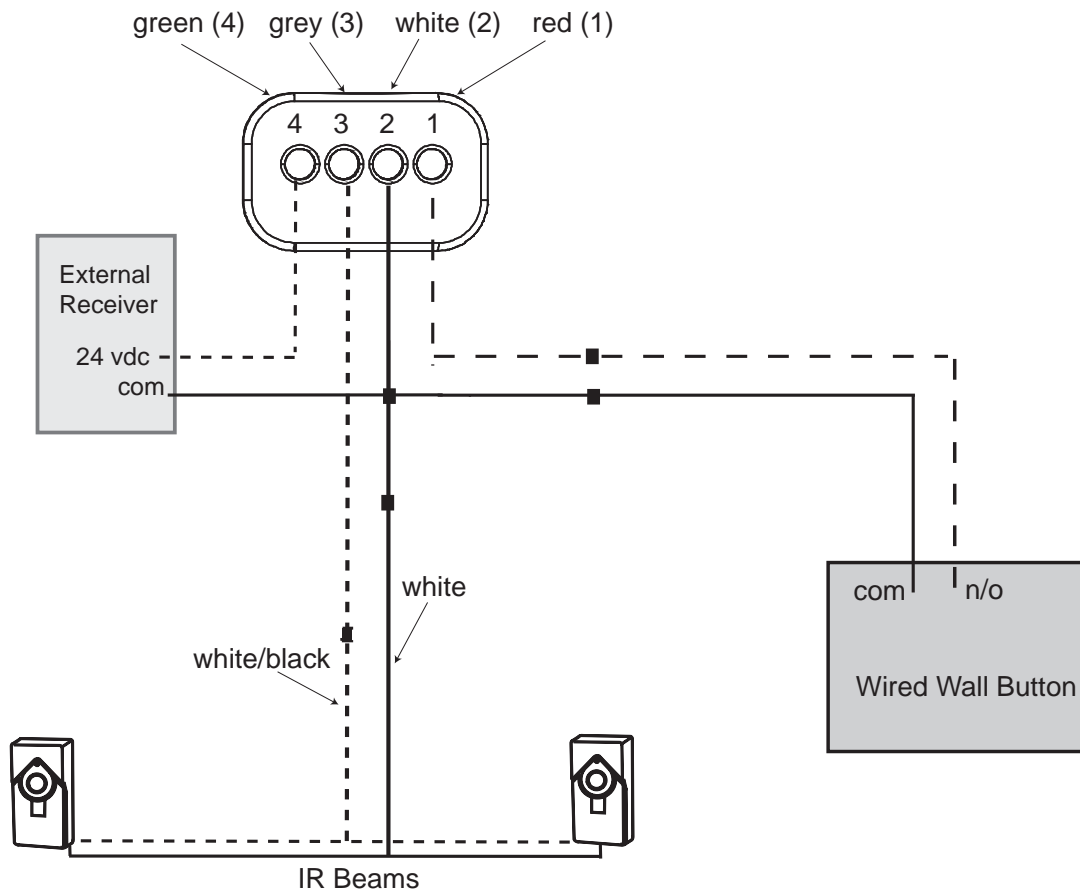 green (4) grey (3) white (2) red (1)
4 3 2 1
External
Receiver
24 vdc
com
white
com n/o
white/black
Wired Wall Button
IR Beams